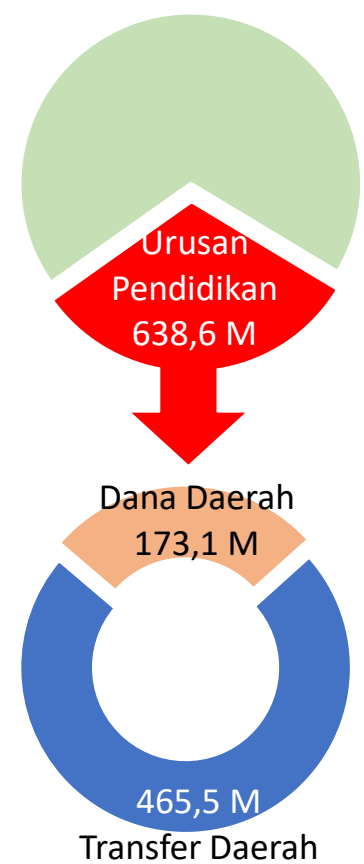 Urusan
Pendidikan
638,6 M
Dana Daerah
173,1 M
465,5 M
Transfer Daerah